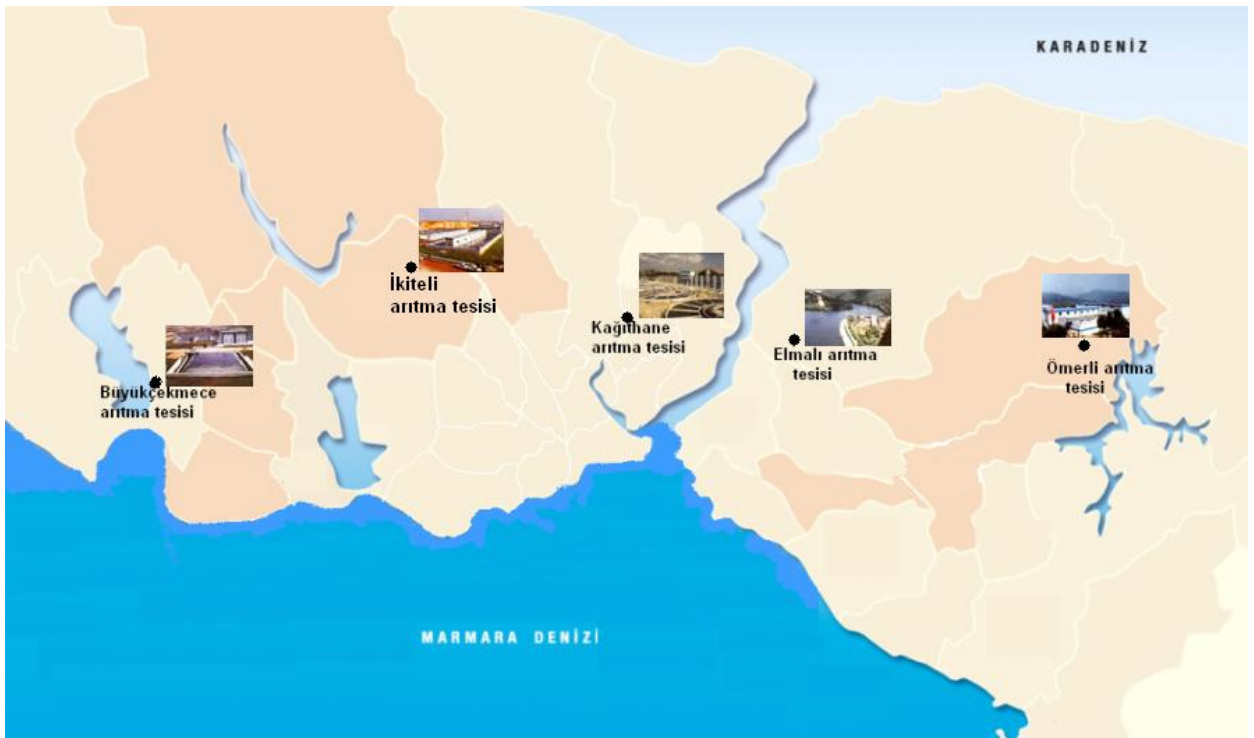 KARADENİZ
İkiteli
arıtma tesisi
Kağıthane
arıtma tesisi
Elmalı arıtma
tesisi
Ömerli arıtma
tesisi
Büyükçekmece
arıtma tesisi
MARMARA DENİZİ